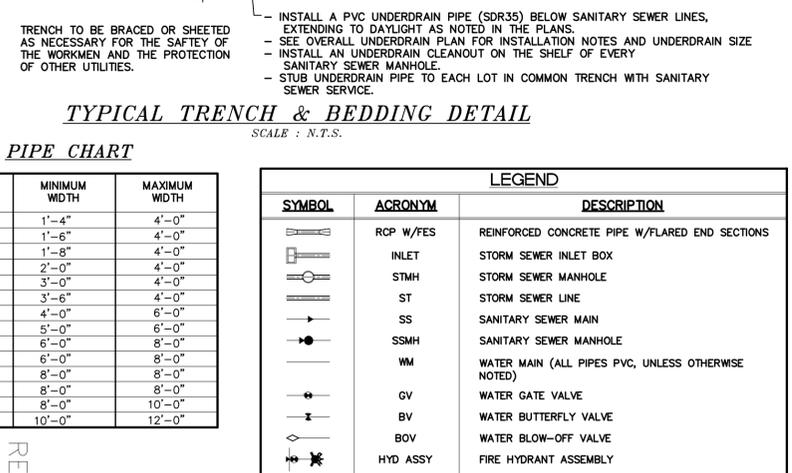 – INSTALL A PVC UNDERDRAIN PIPE (SDR35) BELOW SANITARY SEWER LINES,
EXTENDING TO DAYLIGHT AS NOTED IN THE PLANS.
– SEE OVERALL UNDERDRAIN PLAN FOR INSTALLATION NOTES AND UNDERDRAIN SIZE
– INSTALL AN UNDERDRAIN CLEANOUT ON THE SHELF OF EVERY
SANITARY SEWER MANHOLE.
– STUB UNDERDRAIN PIPE TO EACH LOT IN COMMON TRENCH WITH SANITARY
SEWER SERVICE.
TRENCH TO BE BRACED OR SHEETED
AS NECESSARY FOR THE SAFTEY OF
THE WORKMEN AND THE PROTECTION
OF OTHER UTILITIES.
TYPICAL TRENCH & BEDDING DETAIL
SCALE : N.T.S.
PIPE CHART
MINIMUM WIDTH MAXIMUM WIDTH
1'–4" 4'–0"
1'–6" 4'–0"
1'–8" 4'–0"
2'–0" 4'–0"
3'–0" 4'–0"
3'–6" 4'–0"
4'–0" 6'–0"
5'–0" 6'–0"
6'–0" 8'–0"
6'–0" 8'–0"
8'–0" 8'–0"
8'–0" 8'–0"
8'–0" 10'–0"
10'–0" 12'–0"
LEGEND
SYMBOL ACRONYM DESCRIPTION
RCP W/FES REINFORCED CONCRETE PIPE W/FLARED END SECTIONS
INLET STORM SEWER INLET BOX
STMH STORM SEWER MANHOLE
ST STORM SEWER LINE
SS SANITARY SEWER MAIN
SSMH SANITARY SEWER MANHOLE
WM WATER MAIN (ALL PIPES PVC, UNLESS OTHERWISE
NOTED)
GV WATER GATE VALVE
BV WATER BUTTERFLY VALVE
BOV WATER BLOW–OFF VALVE
HYD ASSY FIRE HYDRANT ASSEMBLY
RE